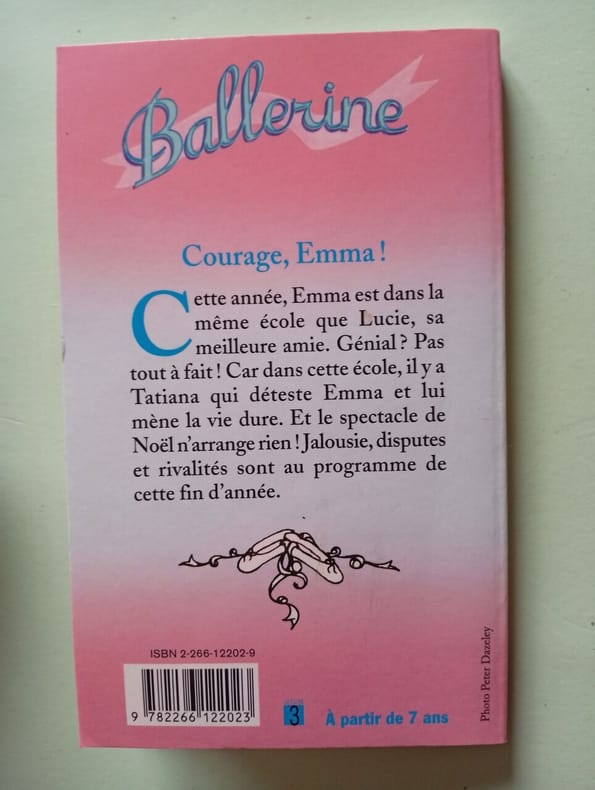 Ballerine
Courage, Emma !
Cette année, Emma est dans la
même école que Lucie, sa
meilleure amie. Génial ? Pas
tout à fait ! Car dans cette école, il y a
Tatiana qui déteste Emma et lui
mène la vie dure. Et le spectacle de
Noël n'arrange rien ! Jalousie, disputes
et rivalités sont au programme de
cette fin d'année.
ISBN 2-266-12202-9
9 782266 122023
3
À partir de 7 ans
Photo Peter Dazeley